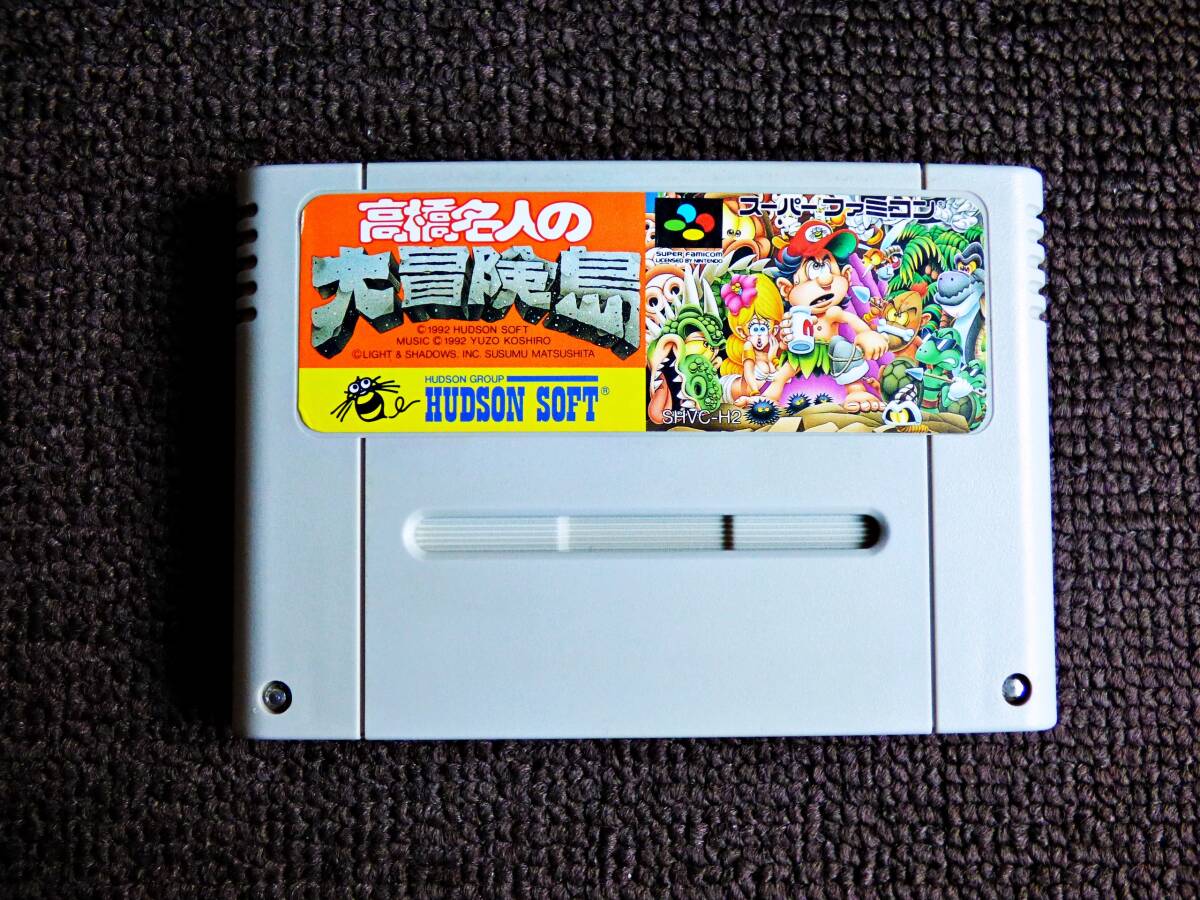 高橋名人の
大冒険島
©1992 HUDSON SOFT
MUSIC ©1992 YUZO KOSHIRO
©LIGHT & SHADOWS, INC. SUSUMU MATSUSHITA
HUDSON GROUP
HUDSON SOFT®
スーパーファミコン
SUPER FAMICOM
LICENSED BY NINTENDO
SHVC-H2